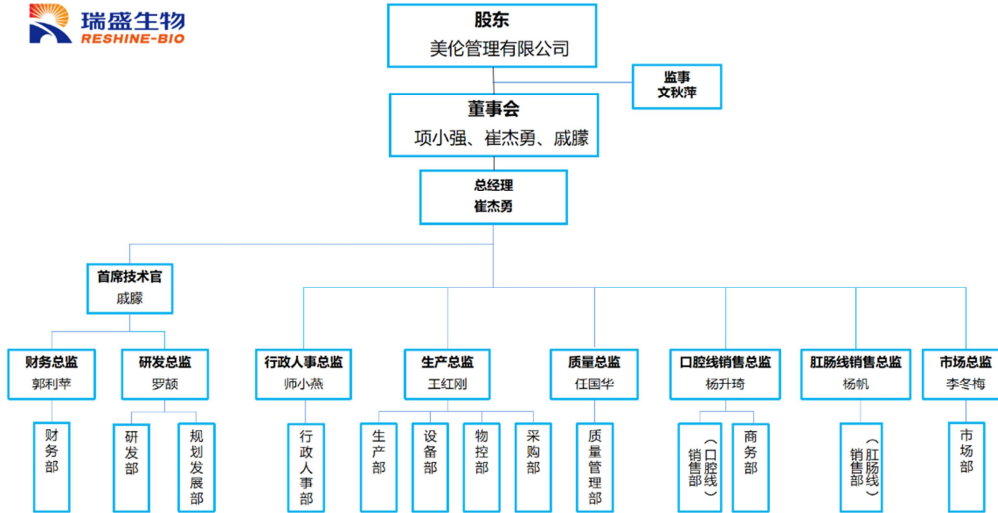 瑞盛生物
RESHINE-BIO
股东
美伦管理有限公司
监事
文秋萍
董事会
项小强、崔杰勇、戚朦
总经理
崔杰勇
首席技术官
戚朦
财务总监
郭利苹
研发总监
罗颉
行政人事总监
师小燕
生产总监
王红刚
质量总监
任国华
口腔线销售总监
杨升琦
肛肠线销售总监
杨帆
市场总监
李冬梅
财务部
研发部
规划发展部
行政人事部
生产部
设备部
物控部
采购部
质量管理部
销售部
（口腔线）
商务部
销售部
（肛肠线）
市场部